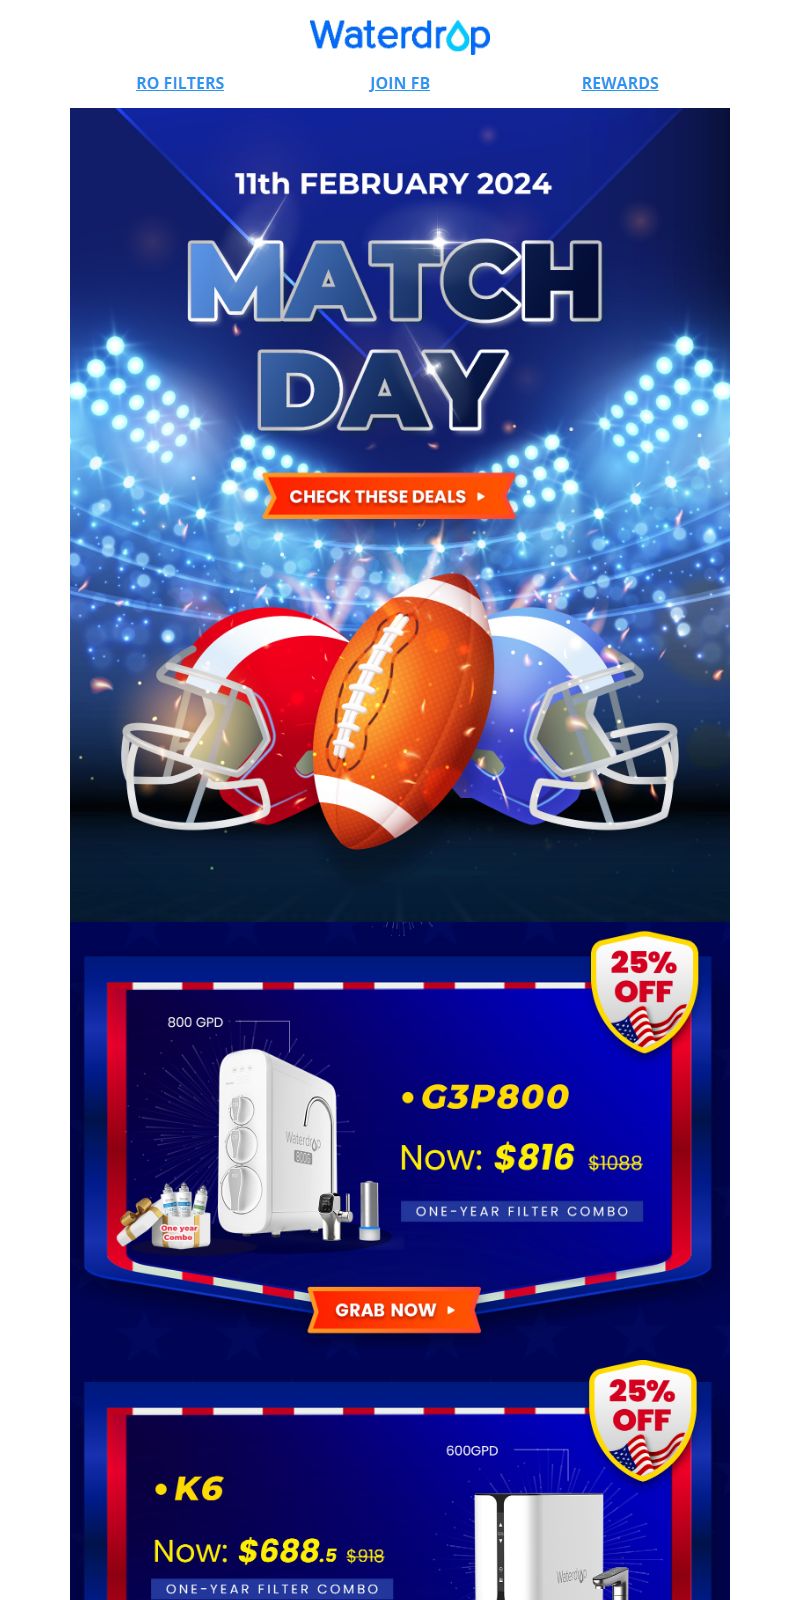 Waterdrop
RO FILTERS
JOIN FB
REWARDS
11th FEBRUARY 2024
MATCH
DAY
CHECK THESE DEALS
25%
OFF
800 GPD
• G3P800
Waterdrop
800G
Now: $816 $1088
One year
Combo
ONE-YEAR FILTER COMBO
GRAB NOW
25%
OFF
600GPD
• K6
Now: $688.5 $918
Waterdrop
ONE-YEAR FILTER COMBO